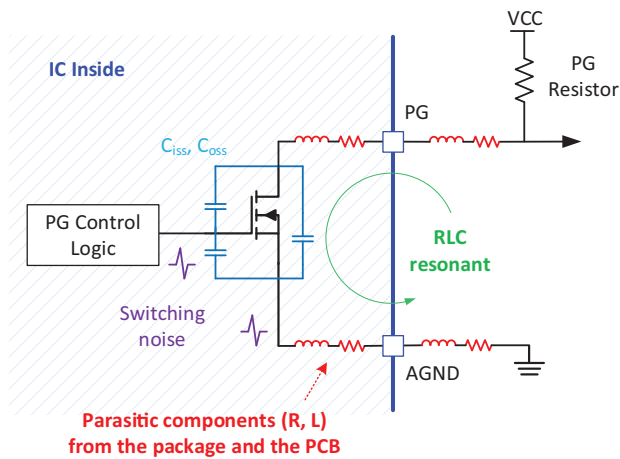 VCC
IC Inside
PG
Resistor
PG
Ciss, Coss
PG Control
Logic
RLC
resonant
Switching
noise
AGND
Parasitic components (R, L)
from the package and the PCB